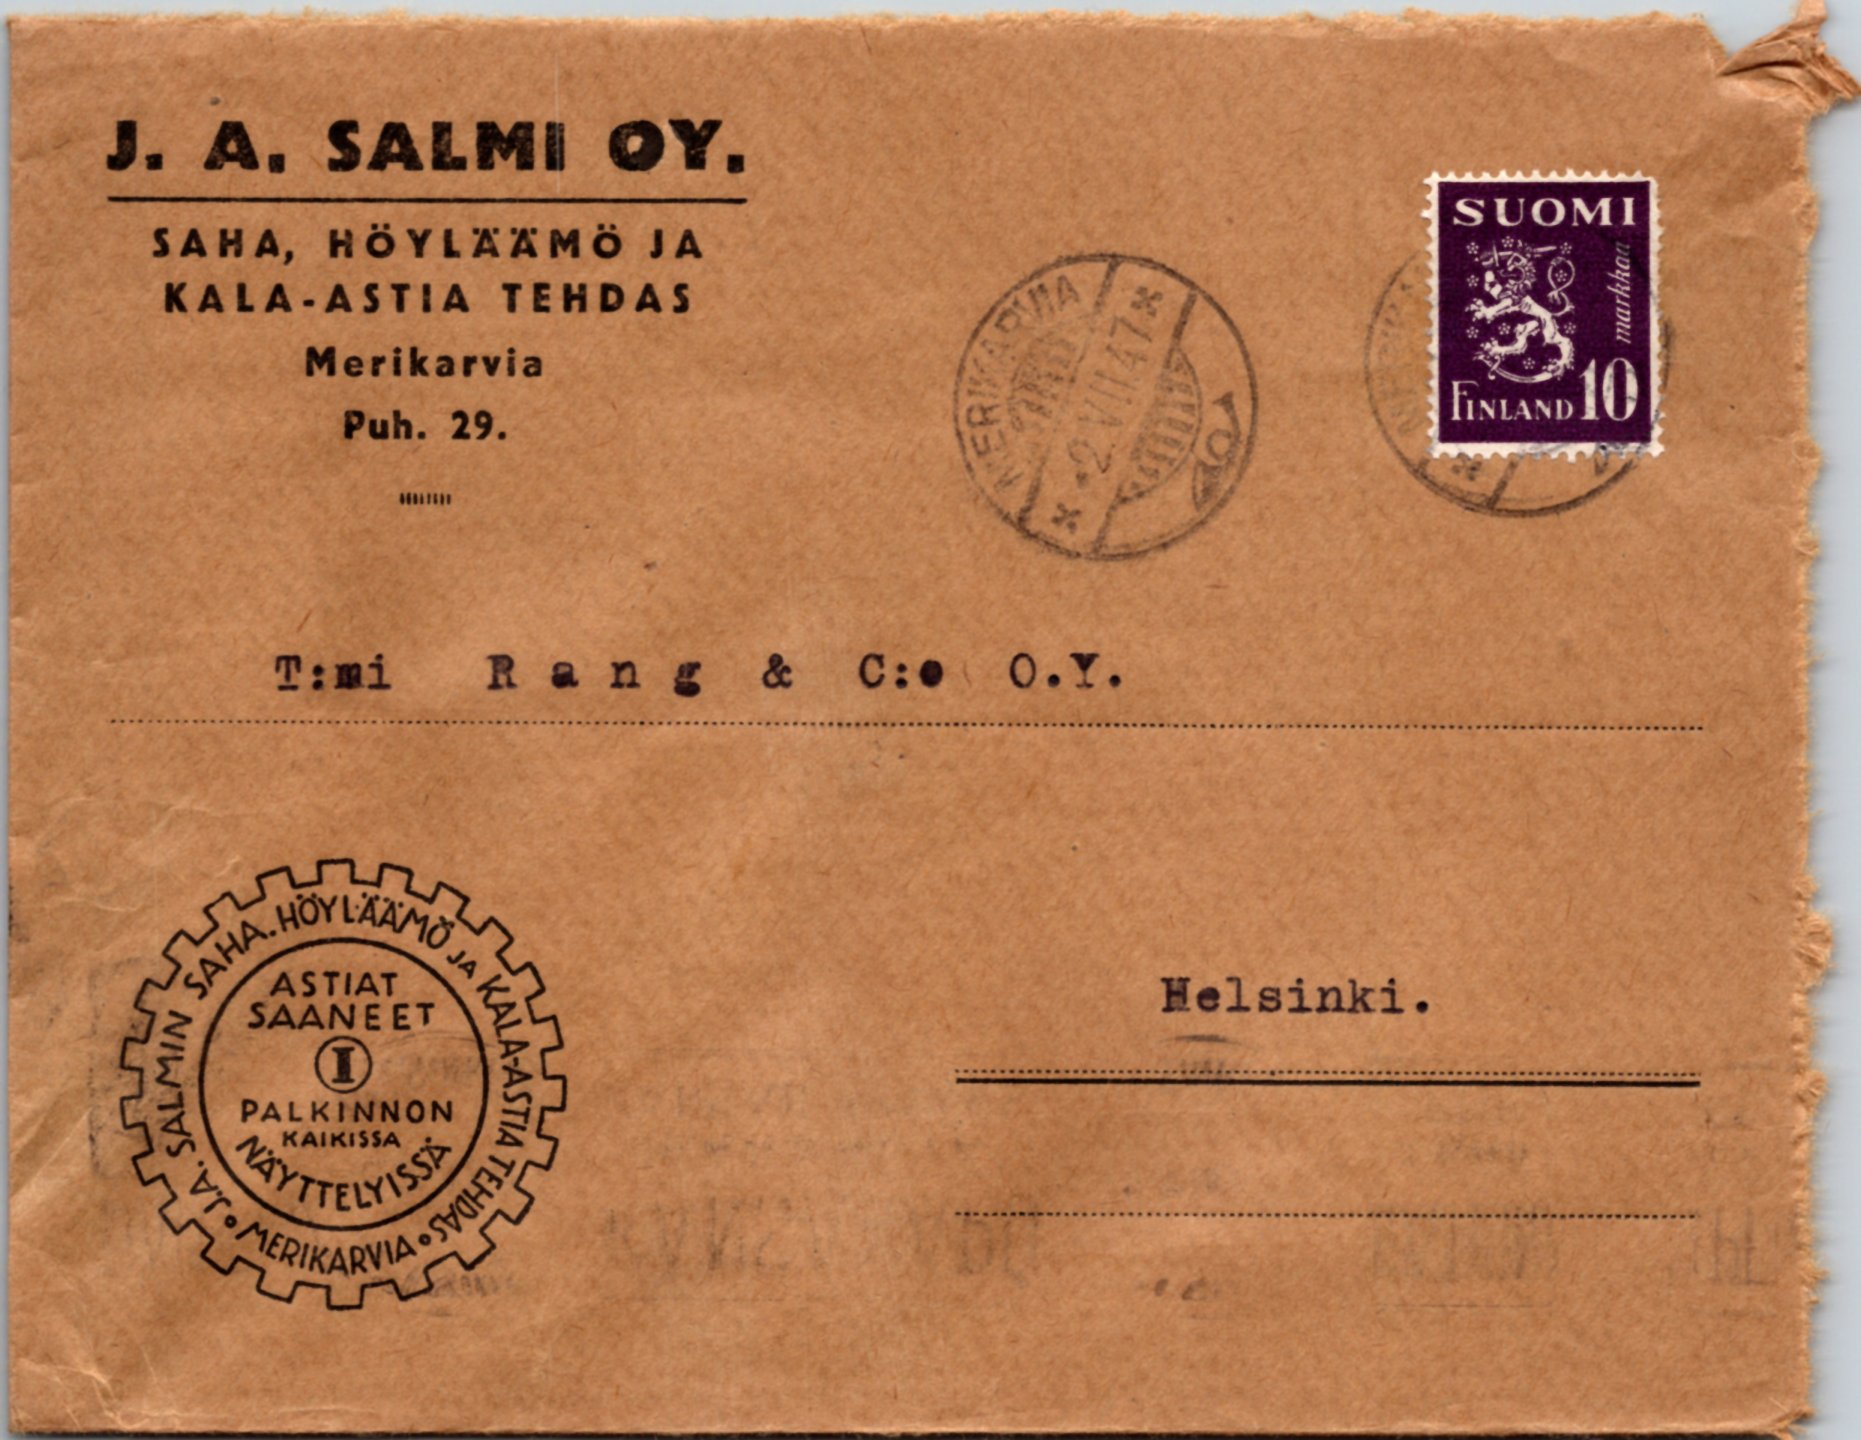 J. A. SALMI OY.
SAHA, HÖYLÄÄMÖ JA
KALA-ASTIA TEHDAS
Merikarvia
Puh. 29.
SUOMI
markkaa
FINLAND 10
MERIKARVIA
-2.VII.47
T:mi Rang & C:o O.Y.
Helsinki.
J.A. SALMIN SAHA. HÖYLÄÄMÖ JA KALA-ASTIA TEHDAS
MERIKARVIA
ASTIAT
SAANEET
I
PALKINNON
KAIKISSA
NÄYTTELYISSÄ